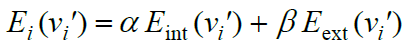 E_i(v_i′) = α E_int(v_i′) + β E_ext(v_i′)